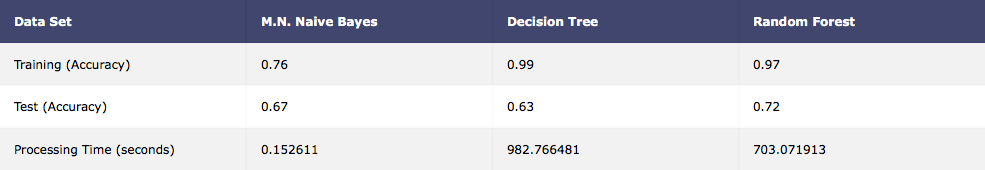 Data Set M.N. Naive Bayes Decision Tree Random Forest
Training (Accuracy) 0.76 0.99 0.97
Test (Accuracy) 0.67 0.63 0.72
Processing Time (seconds) 0.152611 982.766481 703.071913